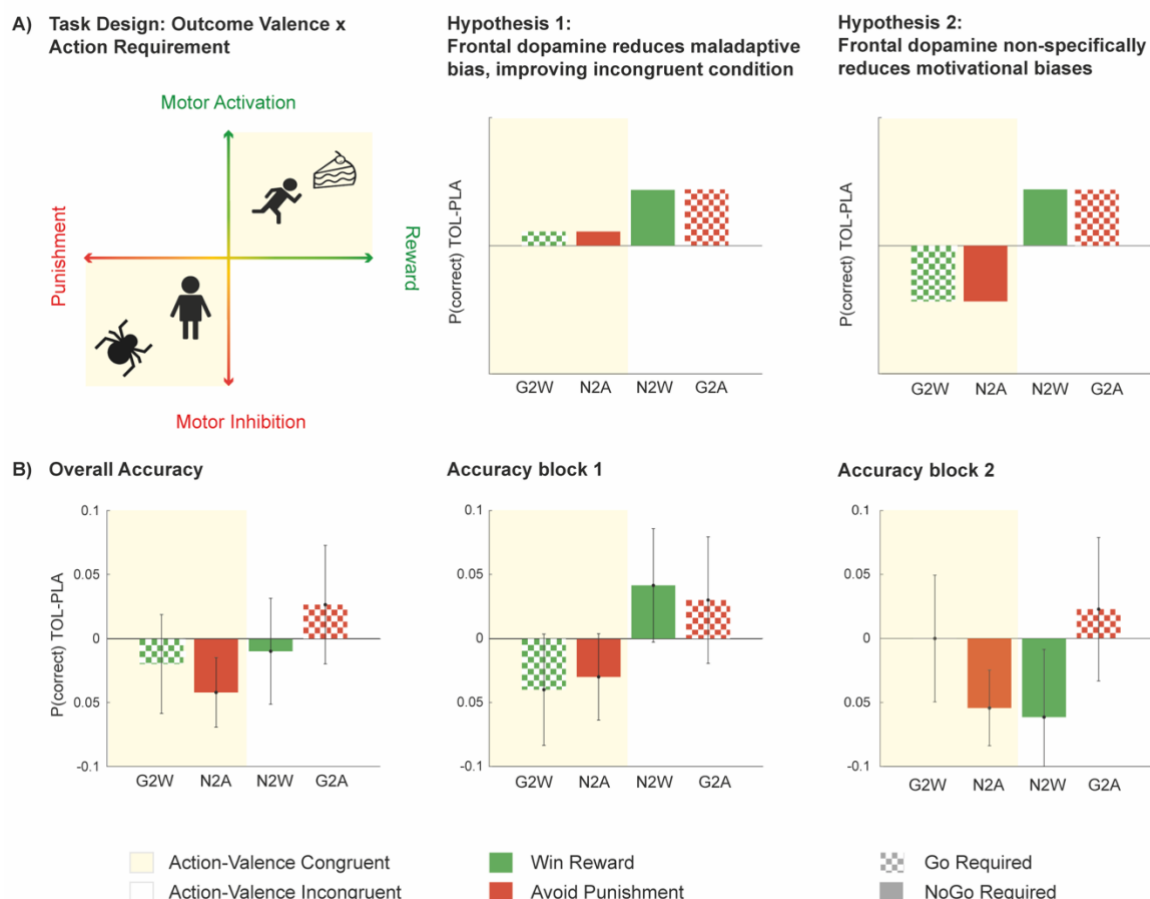 A) Task Design: Outcome Valence x
Action Requirement
Motor Activation
Punishment
Reward
Motor Inhibition
Hypothesis 1:
Frontal dopamine reduces maladaptive
bias, improving incongruent condition
P(correct) TOL-PLA
G2W N2A N2W G2A
Hypothesis 2:
Frontal dopamine non-specifically
reduces motivational biases
P(correct) TOL-PLA
G2W N2A N2W G2A
B) Overall Accuracy
P(correct) TOL-PLA
0.1
0.05
0
0.05
-0.1
G2W N2A N2W G2A
Accuracy block 1
0.1
0.05
0
0.05
-0.1
G2W N2A N2W G2A
Accuracy block 2
0.1
0.05
0
0.05
-0.1
G2W N2A N2W G2A
Action-Valence Congruent
Action-Valence Incongruent
Win Reward
Avoid Punishment
Go Required
NoGo Required